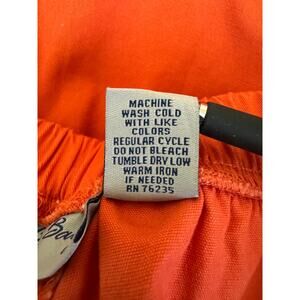 MACHINE
WASH COLD
WITH LIKE
COLORS
REGULAR CYCLE
DO NOT BLEACH
TUMBLE DRY LOW
WARM IRON
IF NEEDED
RN 76235